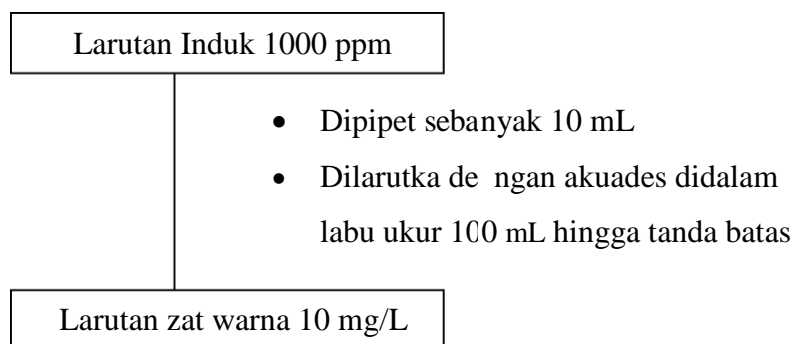 Larutan Induk 1000 ppm
• Dipipet sebanyak 10 mL
• Dilarutka de ngan akuades didalam
labu ukur 100 mL hingga tanda batas
Larutan zat warna 10 mg/L